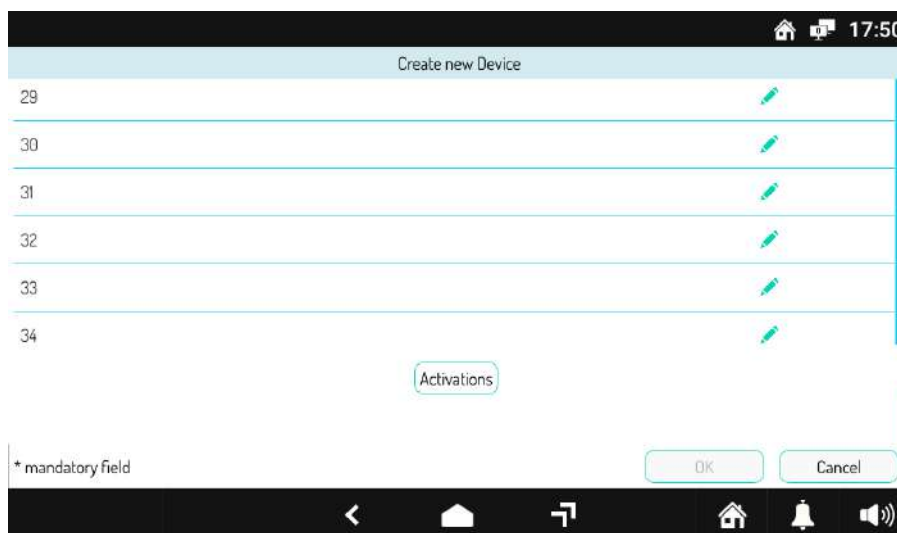 17:50
Create new Device
29
30
31
32
33
34
Activations
* mandatory field
OK
Cancel